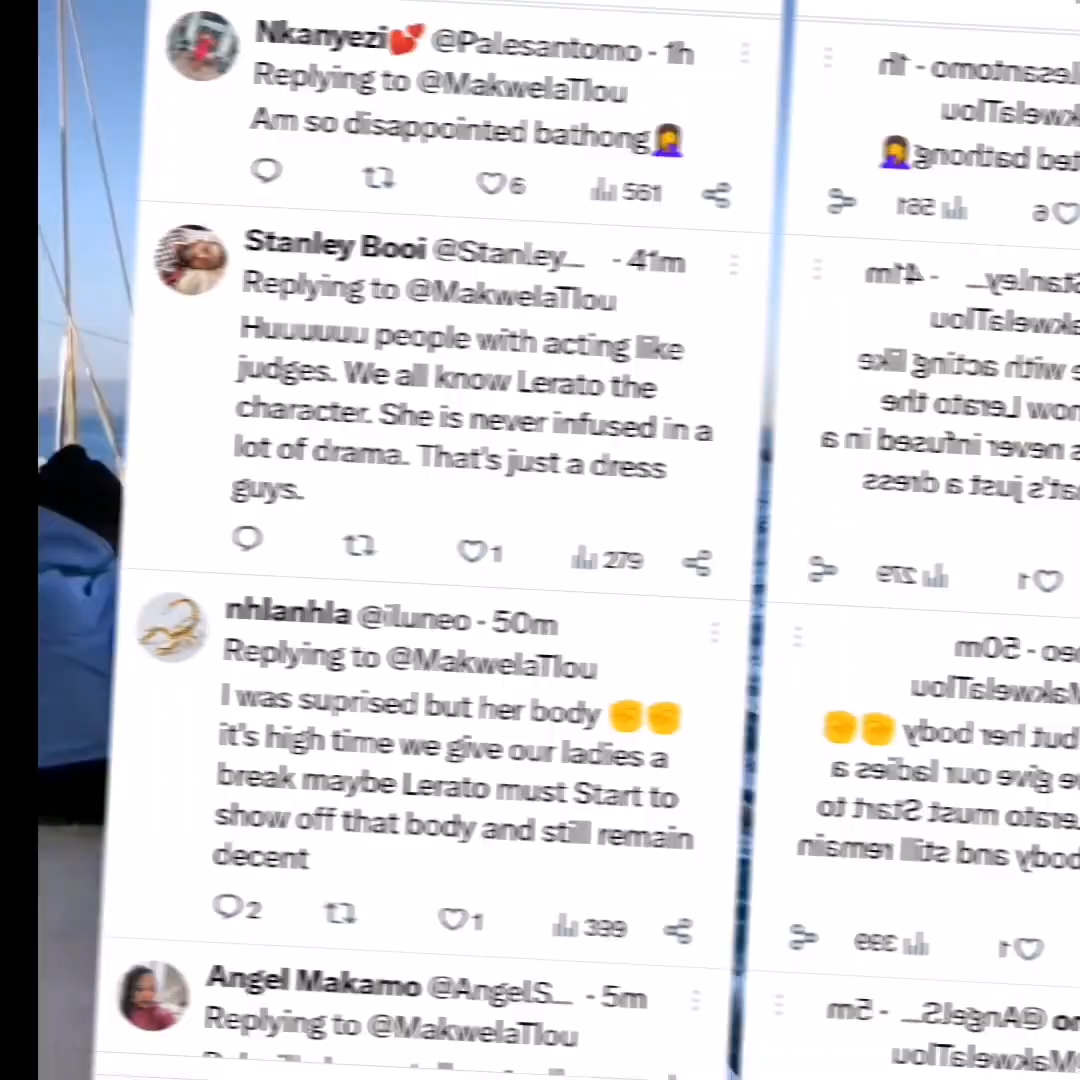 Nkanyezi💕 @Palesantomo - 1h
Replying to @MakwelaTlou
Am so disappointed bathong🤦‍♀️
6 561
Stanley Booi @Stanley_ - 41m
Replying to @MakwelaTlou
Huuuuuu people with acting like
judges. We all know Lerato the
character. She is never infused in a
lot of drama. That's just a dress
guys.
1 279
nhlanhla @iluneo - 50m
Replying to @MakwelaTlou
I was suprised but her body ✊✊
it's high time we give our ladies a
break maybe Lerato must Start to
show off that body and still remain
decent
2 1 399
Angel Makamo @AngelS_ - 5m
Replying to @MakwelaTlou